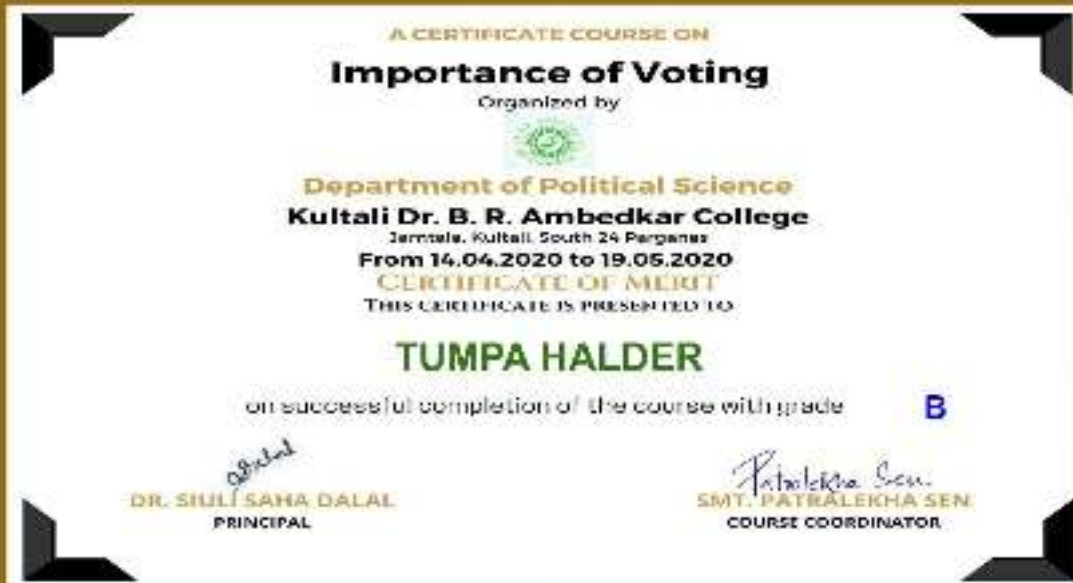 A CERTIFICATE COURSE ON
Importance of Voting
Organized by
Department of Political Science
Kultali Dr. B. R. Ambedkar College
Jamtala, Kultali, South 24 Parganas
From 14.04.2020 to 19.05.2020
CERTIFICATE OF MERIT
THIS CERTIFICATE IS PRESENTED TO
TUMPA HALDER
on successful completion of the course with grade B
Patralekha Sen.
DR. SIULI SAHA DALAL
SMT. PATRALEKHA SEN
PRINCIPAL
COURSE COORDINATOR